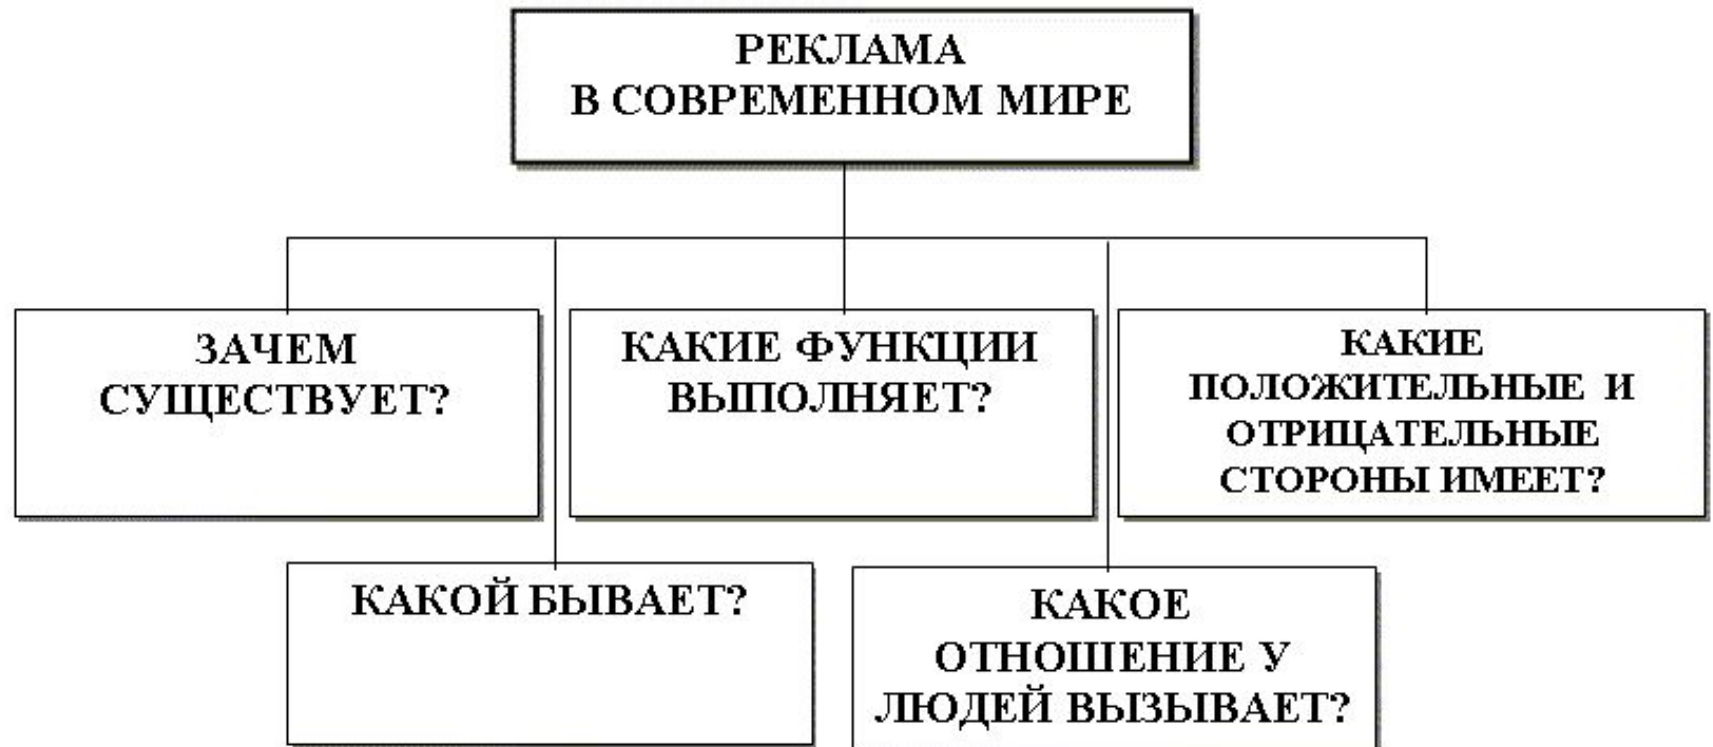 РЕКЛАМА
В СОВРЕМЕННОМ МИРЕ
ЗАЧЕМ
СУЩЕСТВУЕТ?
КАКИЕ ФУНКЦИИ
ВЫПОЛНЯЕТ?
КАКИЕ
ПОЛОЖИТЕЛЬНЫЕ И
ОТРИЦАТЕЛЬНЫЕ
СТОРОНЫ ИМЕЕТ?
КАКОЙ БЫВАЕТ?
КАКОЕ
ОТНОШЕНИЕ У
ЛЮДЕЙ ВЫЗЫВАЕТ?